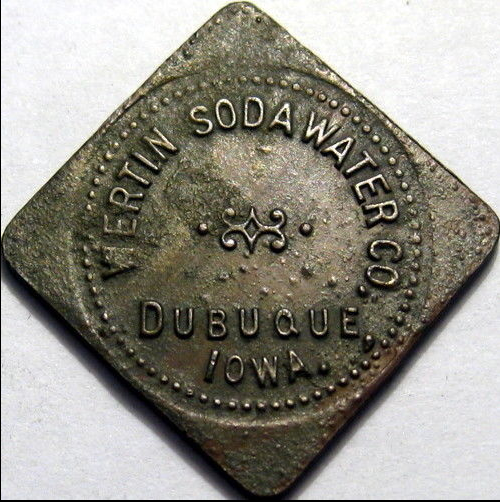 VERTIN SODA WATER CO.
DUBUQUE
IOWA.